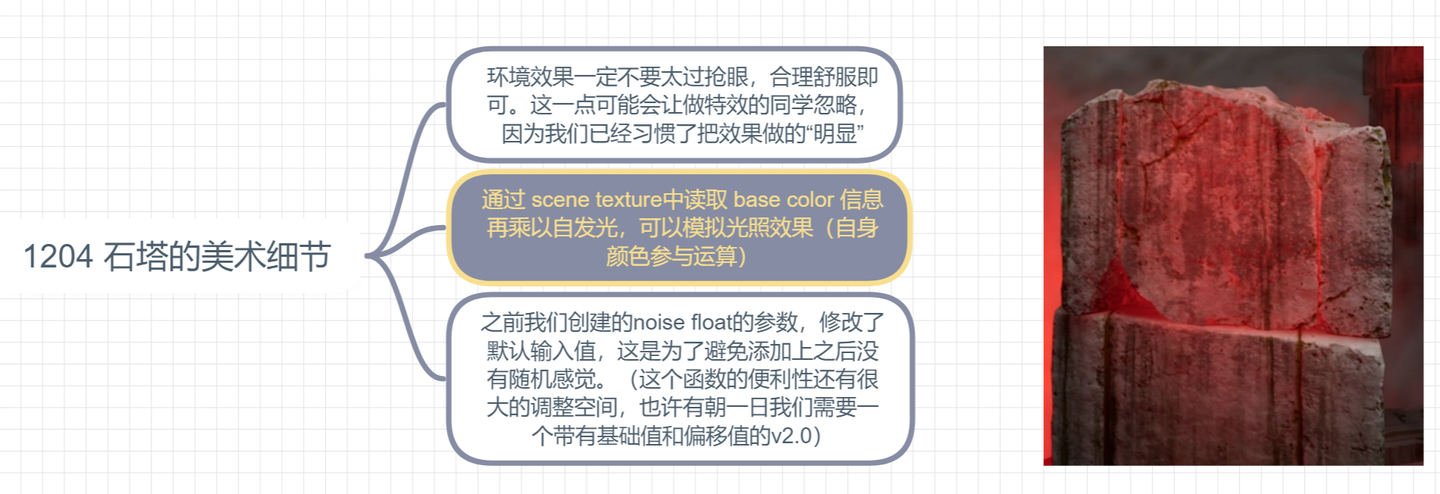 1204 石塔的美术细节
环境效果一定不要太过抢眼，合理舒服即
可。这一点可能会让做特效的同学忽略，
因为我们已经习惯了把效果做的“明显”
通过 scene texture中读取 base color 信息
再乘以自发光，可以模拟光照效果（自身
颜色参与运算）
之前我们创建的noise float的参数，修改了
默认输入值，这是为了避免添加上之后没
有随机感觉。（这个函数的便利性还有很
大的调整空间，也许有朝一日我们需要一
个带有基础值和偏移值的v2.0）